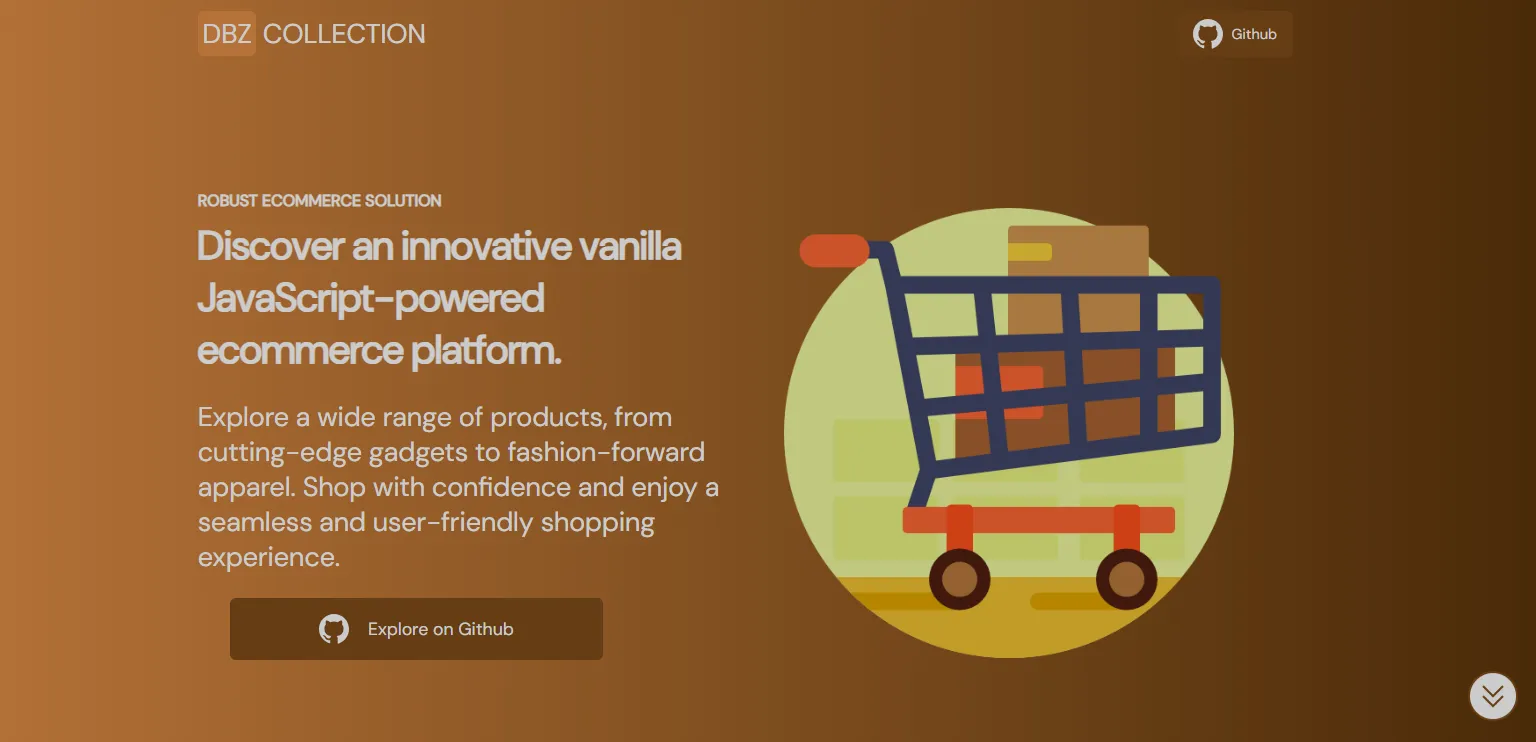 DBZ COLLECTION
Github
ROBUST ECOMMERCE SOLUTION
Discover an innovative vanilla
JavaScript-powered
ecommerce platform.
Explore a wide range of products, from
cutting-edge gadgets to fashion-forward
apparel. Shop with confidence and enjoy a
seamless and user-friendly shopping
experience.
Explore on Github